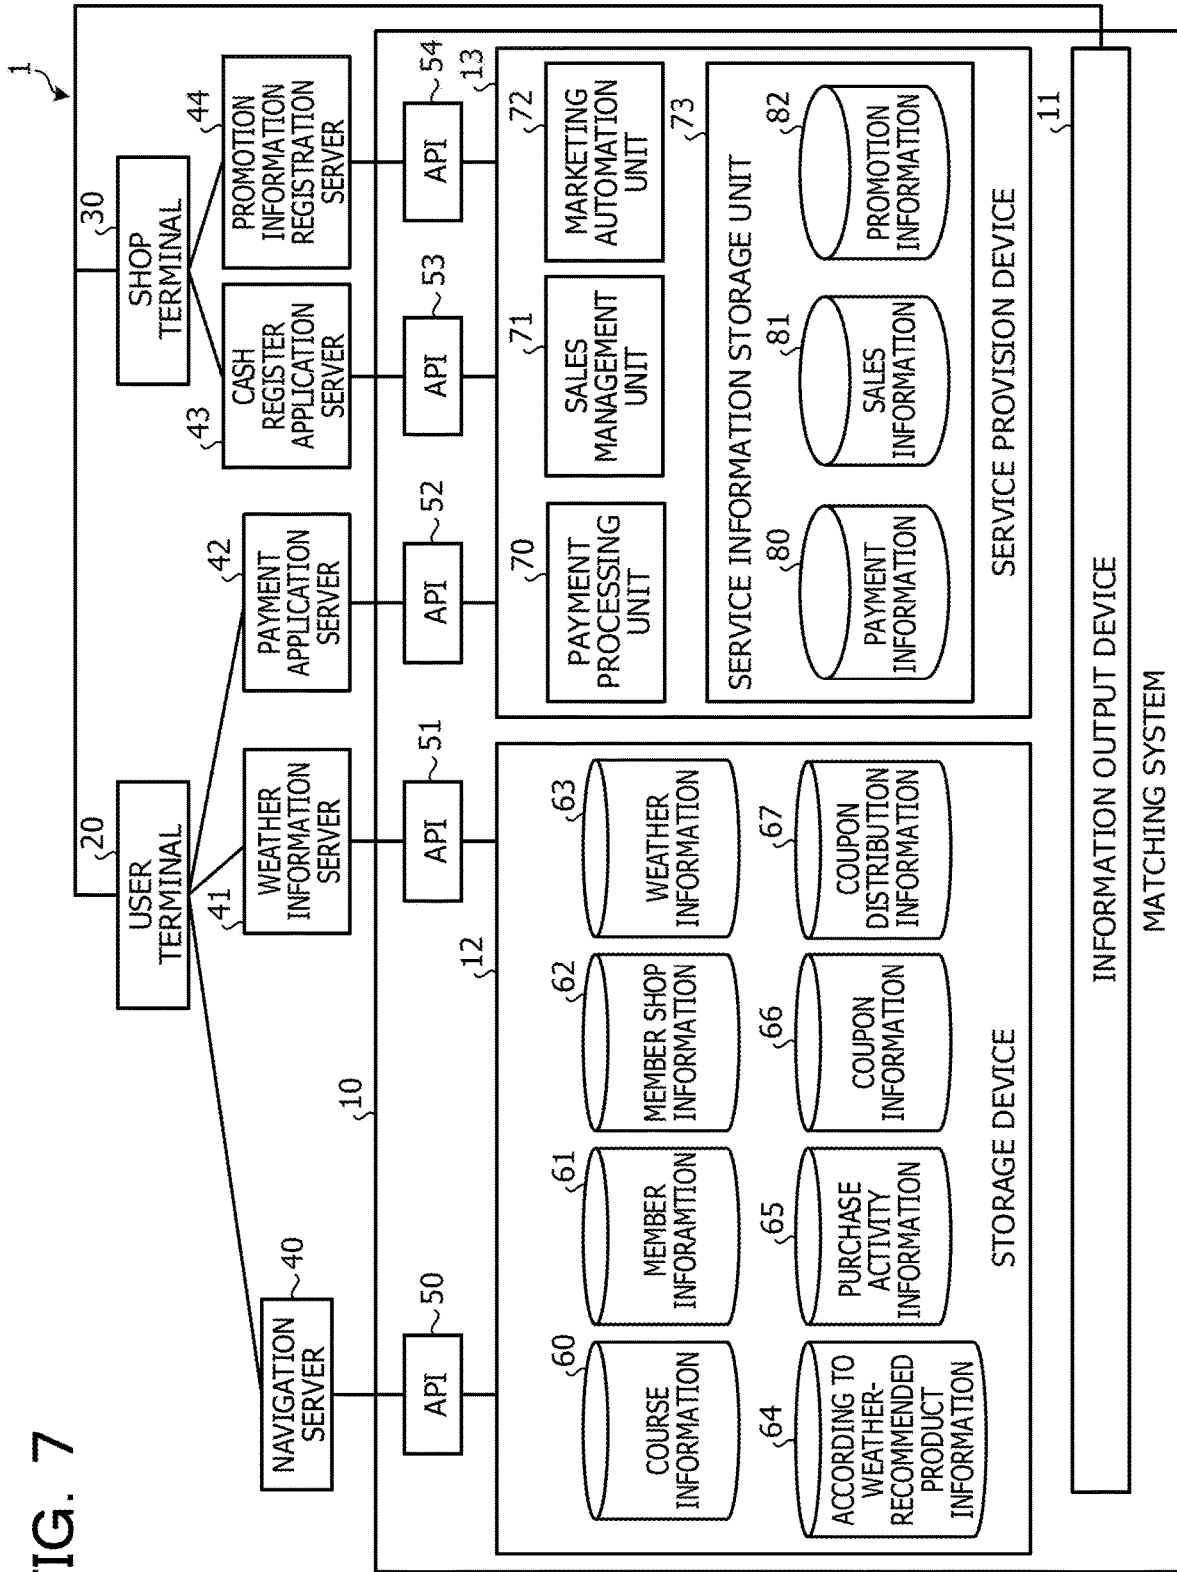 FIG. 7
1
20
USER
TERMINAL
30
SHOP
TERMINAL
40
NAVIGATION
SERVER
41
WEATHER
INFORMATION
SERVER
42
PAYMENT
APPLICATION
SERVER
43
CASH
REGISTER
APPLICATION
SERVER
44
PROMOTION
INFORMATION
REGISTRATION
SERVER
10
50
API
51
API
52
API
53
API
54
API
12
60
COURSE
INFORMATION
61
MEMBER
INFORAMTION
62
MEMBER SHOP
INFORMATION
63
WEATHER
INFORMATION
64
ACCORDING TO
WEATHER-
RECOMMENDED
PRODUCT
INFORMATION
65
PURCHASE
ACTIVITY
INFORMATION
66
COUPON
INFORMATION
67
COUPON
DISTRIBUTION
INFORMATION
STORAGE DEVICE
13
70
PAYMENT
PROCESSING
UNIT
71
SALES
MANAGEMENT
UNIT
72
MARKETING
AUTOMATION
UNIT
73
SERVICE INFORMATION STORAGE UNIT
80
PAYMENT
INFORMATION
81
SALES
INFORMATION
82
PROMOTION
INFORMATION
SERVICE PROVISION DEVICE
11
INFORMATION OUTPUT DEVICE
MATCHING SYSTEM